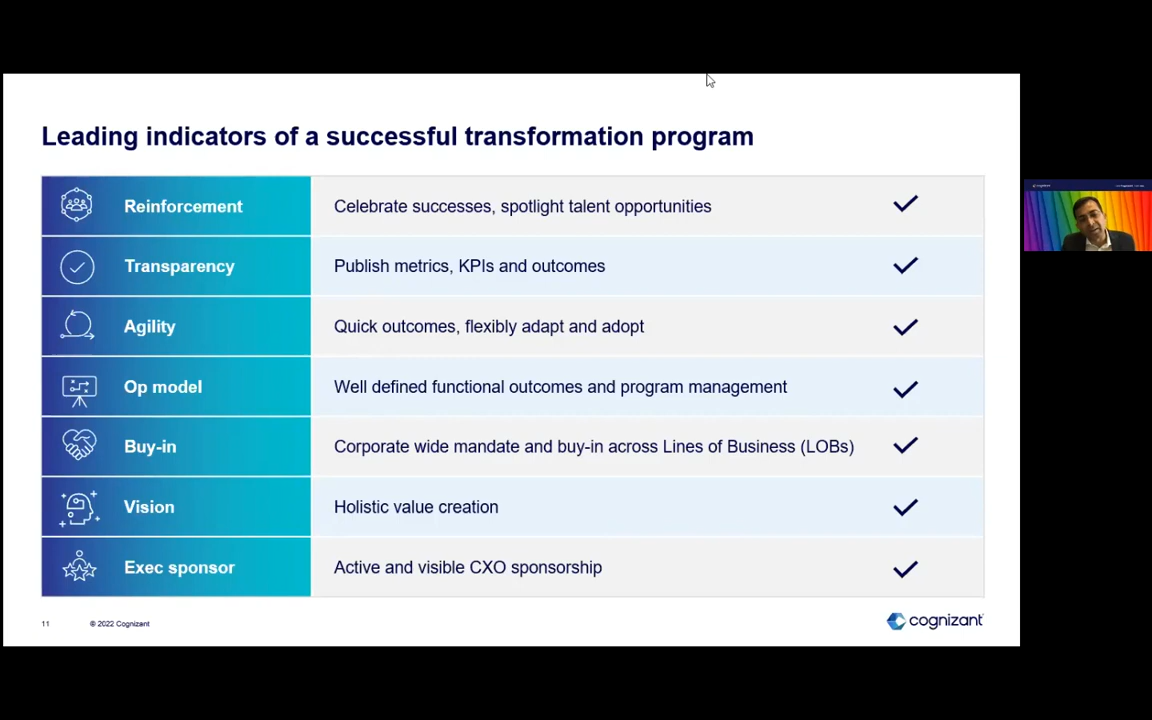 Leading indicators of a successful transformation program
Reinforcement
Celebrate successes, spotlight talent opportunities
Transparency
Publish metrics, KPIs and outcomes
Agility
Quick outcomes, flexibly adapt and adopt
Op model
Well defined functional outcomes and program management
Buy-in
Corporate wide mandate and buy-in across Lines of Business (LOBs)
Vision
Holistic value creation
Exec sponsor
Active and visible CXO sponsorship
11
© 2022 Cognizant
cognizant
cognizant